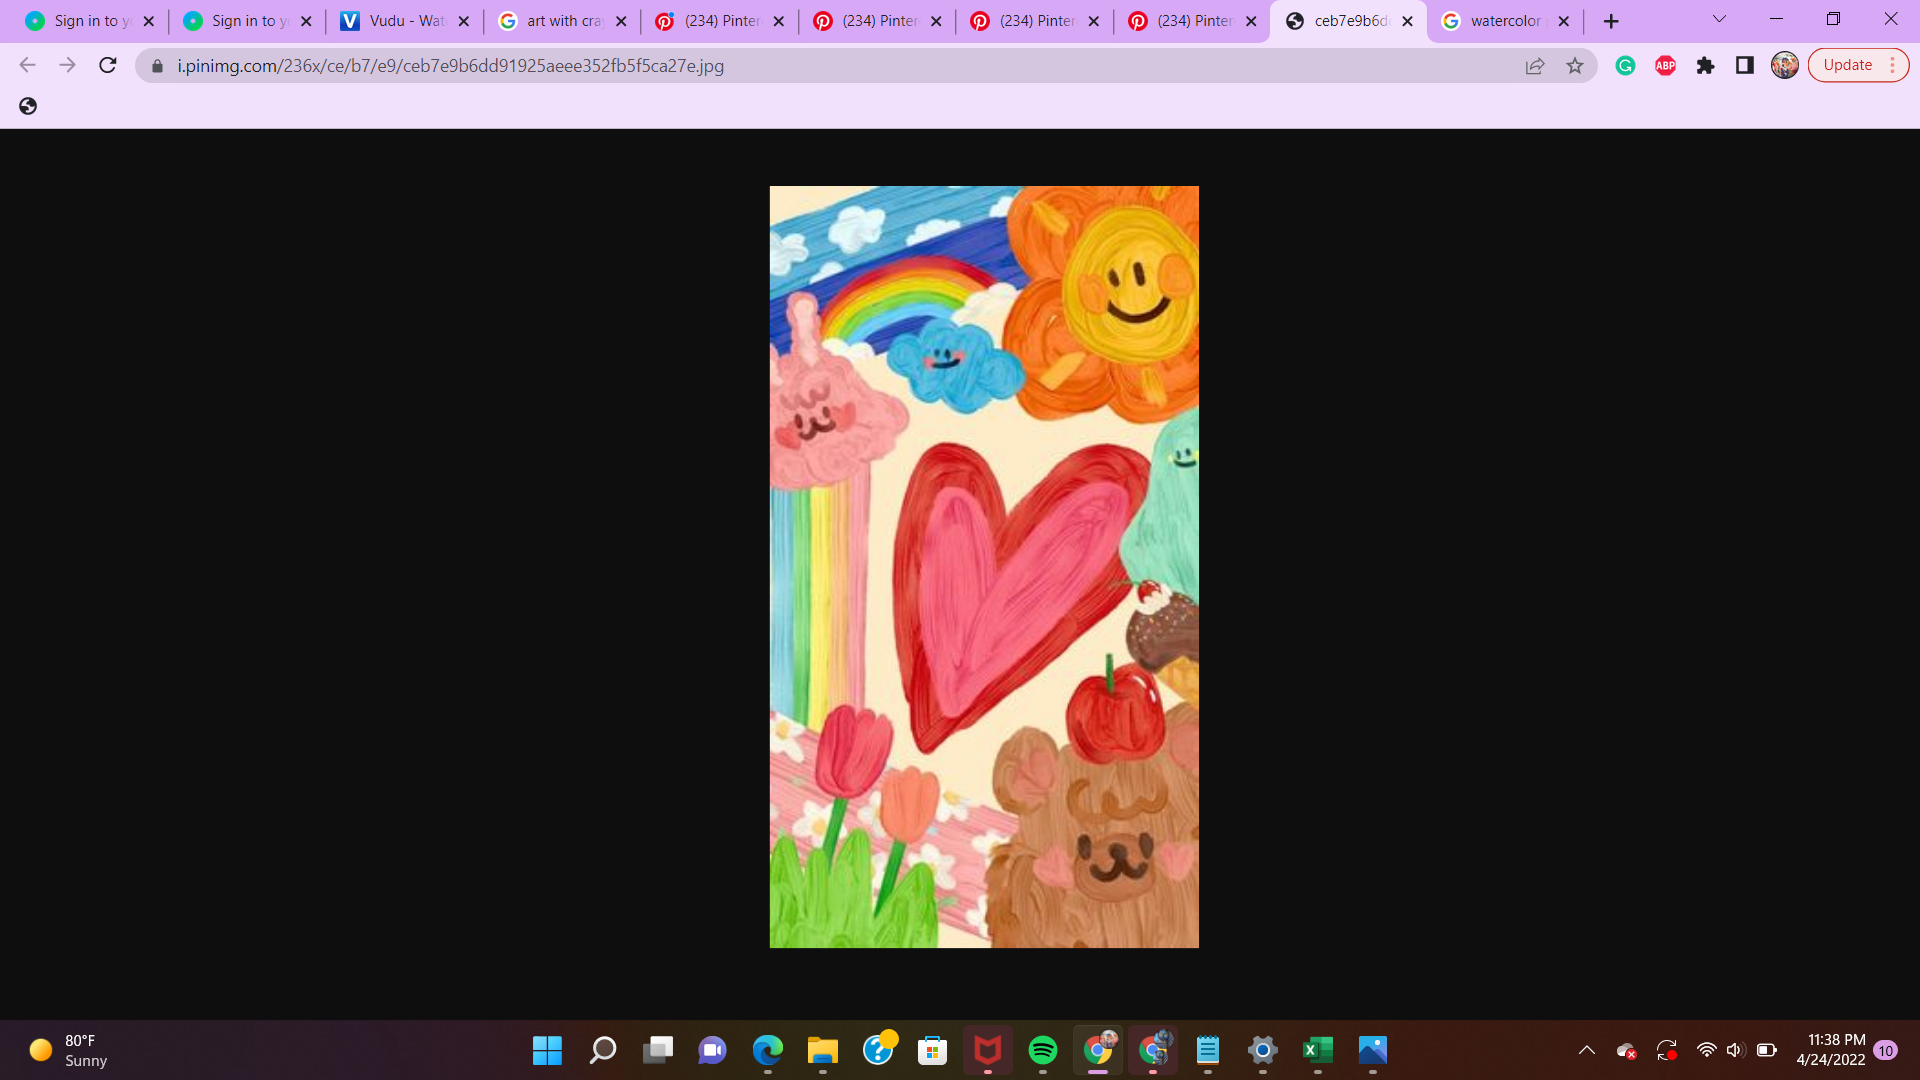 Sign in to y
Sign in to y
Vudu - Wat
art with cra
(234) Pinter
(234) Pinter
(234) Pinter
(234) Pinter
ceb7e9b6d
watercolor
i.pinimg.com/236x/ce/b7/e9/ceb7e9b6dd91925aeee352fb5f5ca27e.jpg
ABP
Update
80°F
Sunny
11:38 PM
4/24/2022
10